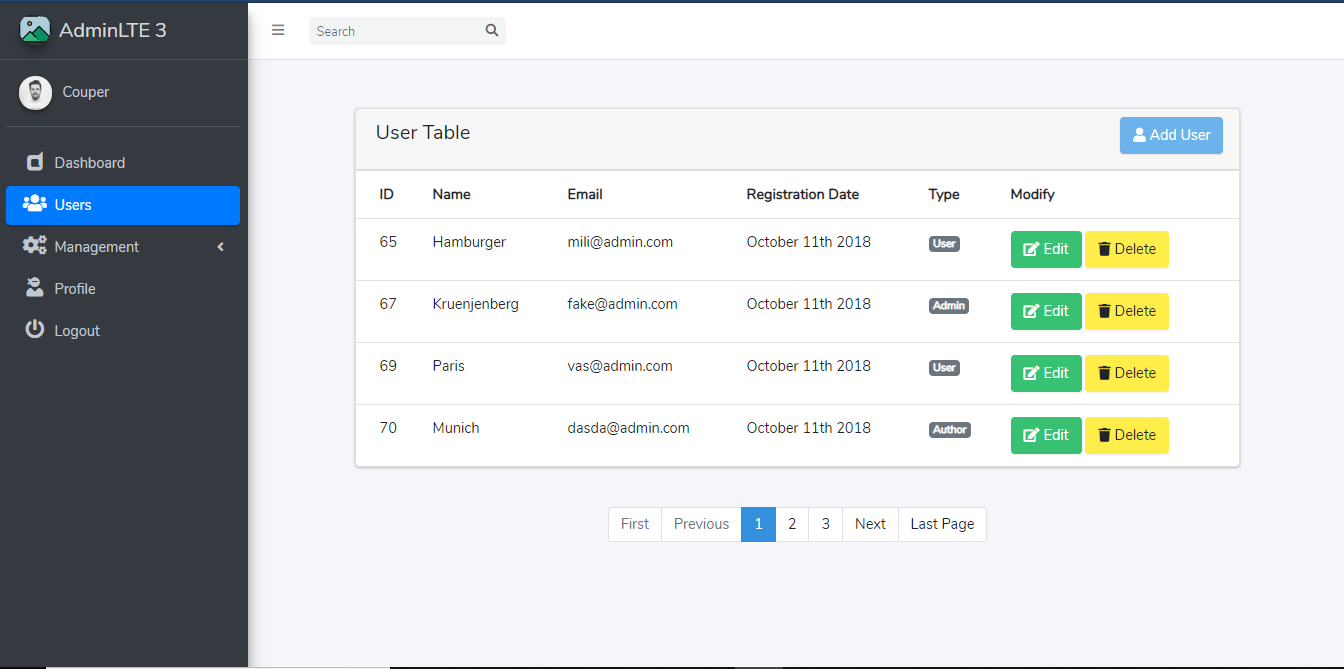 AdminLTE 3
Search
Couper
Dashboard
Users
Management
Profile
Logout
User Table
Add User
ID Name Email Registration Date Type Modify
65 Hamburger mili@admin.com October 11th 2018 User Edit Delete
67 Kruenjenberg fake@admin.com October 11th 2018 Admin Edit Delete
69 Paris vas@admin.com October 11th 2018 User Edit Delete
70 Munich dasda@admin.com October 11th 2018 Author Edit Delete
First Previous 1 2 3 Next Last Page